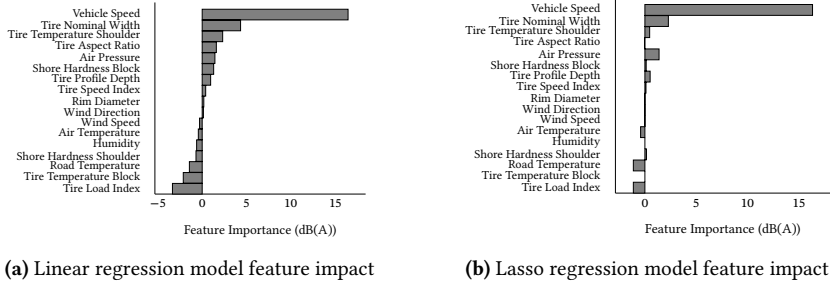 Vehicle Speed
Tire Nominal Width
Tire Temperature Shoulder
Tire Aspect Ratio
Air Pressure
Shore Hardness Block
Tire Profile Depth
Tire Speed Index
Rim Diameter
Wind Direction
Wind Speed
Air Temperature
Humidity
Shore Hardness Shoulder
Road Temperature
Tire Temperature Block
Tire Load Index
−5 0 5 10 15
Feature Importance (dB(A))
(a) Linear regression model feature impact
Vehicle Speed
Tire Nominal Width
Tire Temperature Shoulder
Tire Aspect Ratio
Air Pressure
Shore Hardness Block
Tire Profile Depth
Tire Speed Index
Rim Diameter
Wind Direction
Wind Speed
Air Temperature
Humidity
Shore Hardness Shoulder
Road Temperature
Tire Temperature Block
Tire Load Index
0 5 10 15
Feature Importance (dB(A))
(b) Lasso regression model feature impact